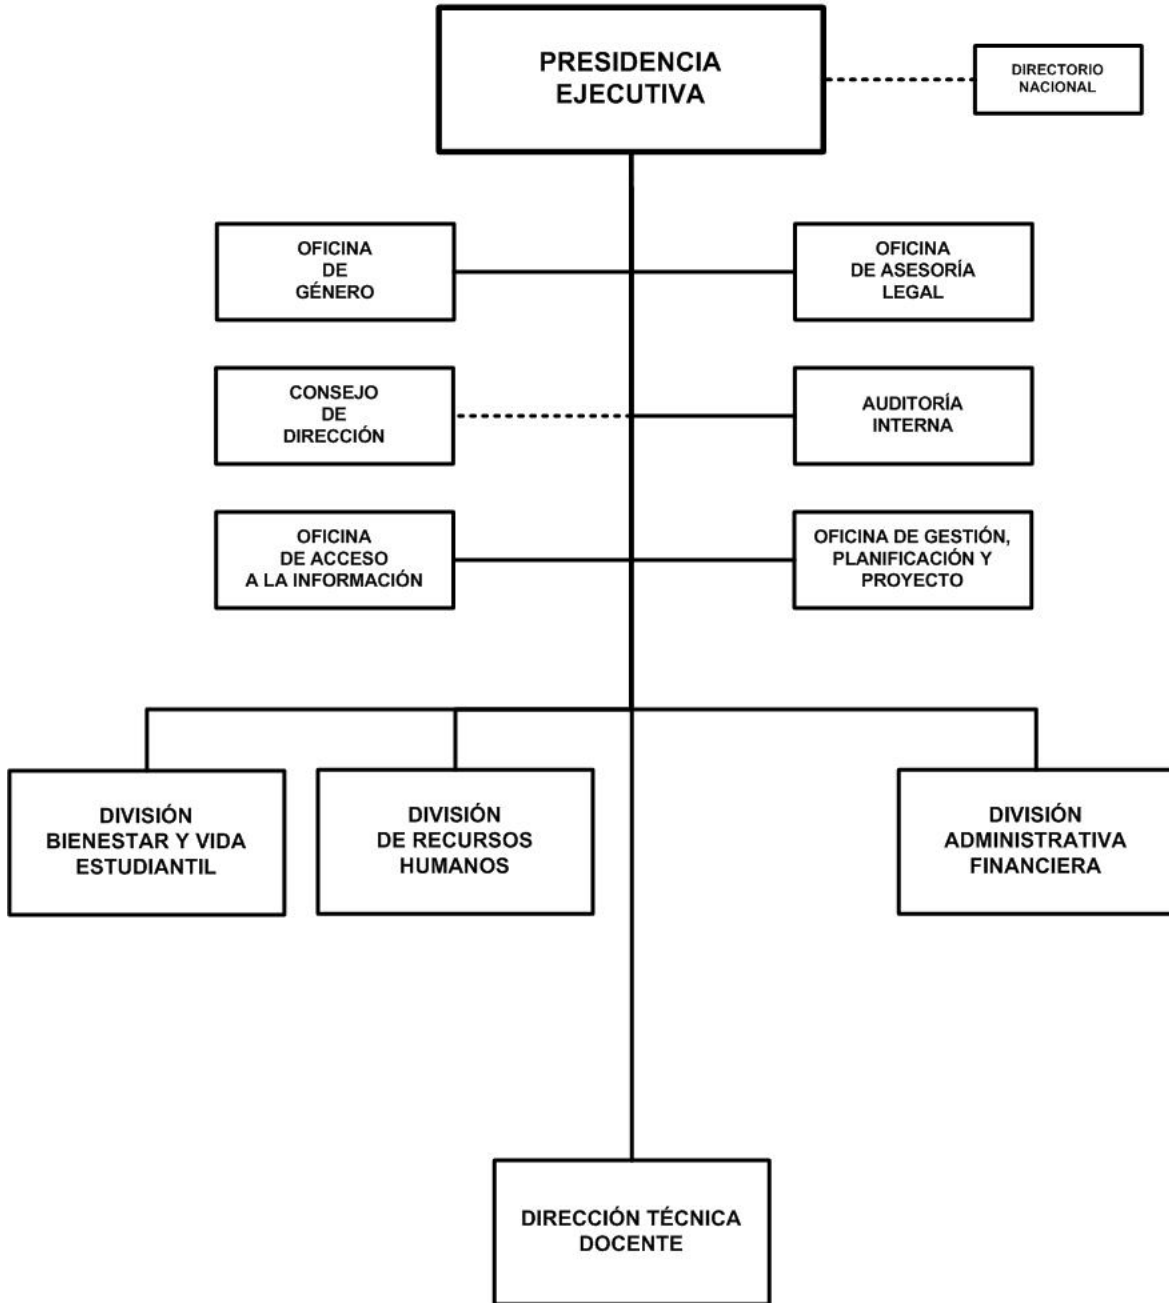 PRESIDENCIA
EJECUTIVA
DIRECTORIO
NACIONAL
OFICINA
DE
GÉNERO
OFICINA
DE ASESORÍA
LEGAL
CONSEJO
DE
DIRECCIÓN
AUDITORÍA
INTERNA
OFICINA
DE ACCESO
A LA INFORMACIÓN
OFICINA DE GESTIÓN,
PLANIFICACIÓN Y
PROYECTO
DIVISIÓN
BIENESTAR Y VIDA
ESTUDIANTIL
DIVISIÓN
DE RECURSOS
HUMANOS
DIVISIÓN
ADMINISTRATIVA
FINANCIERA
DIRECCIÓN TÉCNICA
DOCENTE